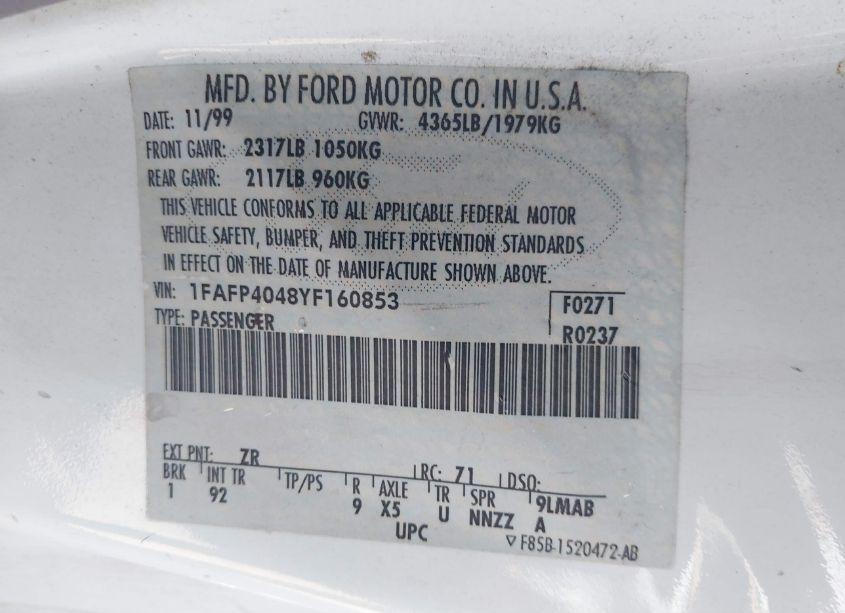 MFD. BY FORD MOTOR CO. IN U.S.A.
DATE: 11/99 GVWR: 4365LB/1979KG
FRONT GAWR: 2317LB 1050KG
REAR GAWR: 2117LB 960KG
THIS VEHICLE CONFORMS TO ALL APPLICABLE FEDERAL MOTOR
VEHICLE SAFETY, BUMPER, AND THEFT PREVENTION STANDARDS
IN EFFECT ON THE DATE OF MANUFACTURE SHOWN ABOVE.
VIN: 1FAFP4048YF160853 F0271
TYPE: PASSENGER R0237
EXT PNT: ZR RC: 71 DSO:
BRK INT TR TP/PS R AXLE TR SPR 9LMAB
1 92 9 X5 U NNZZ A
UPC ▽F85B-1520472-AB